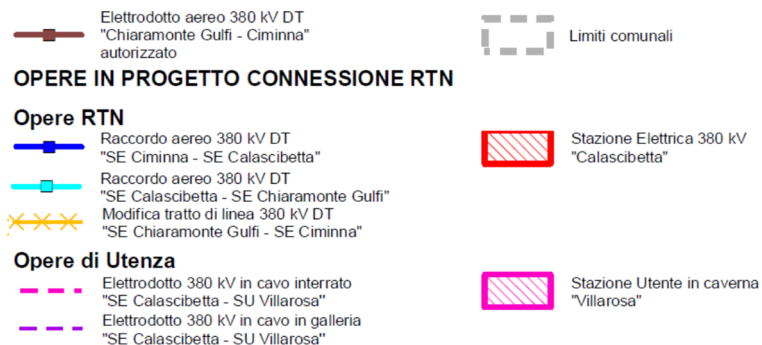 Elettrodotto aereo 380 kV DT
"Chiaramonte Gulfi - Ciminna"
autorizzato
Limiti comunali
OPERE IN PROGETTO CONNESSIONE RTN
Opere RTN
Raccordo aereo 380 kV DT
"SE Ciminna - SE Calascibetta"
Stazione Elettrica 380 kV
"Calascibetta"
Raccordo aereo 380 kV DT
"SE Calascibetta - SE Chiaramonte Gulfi"
Modifica tratto di linea 380 kV DT
"SE Chiaramonte Gulfi - SE Ciminna"
Opere di Utenza
Elettrodotto 380 kV in cavo interrato
"SE Calascibetta - SU Villarosa"
Stazione Utente in caverna
"Villarosa"
Elettrodotto 380 kV in cavo in galleria
"SE Calascibetta - SU Villarosa"